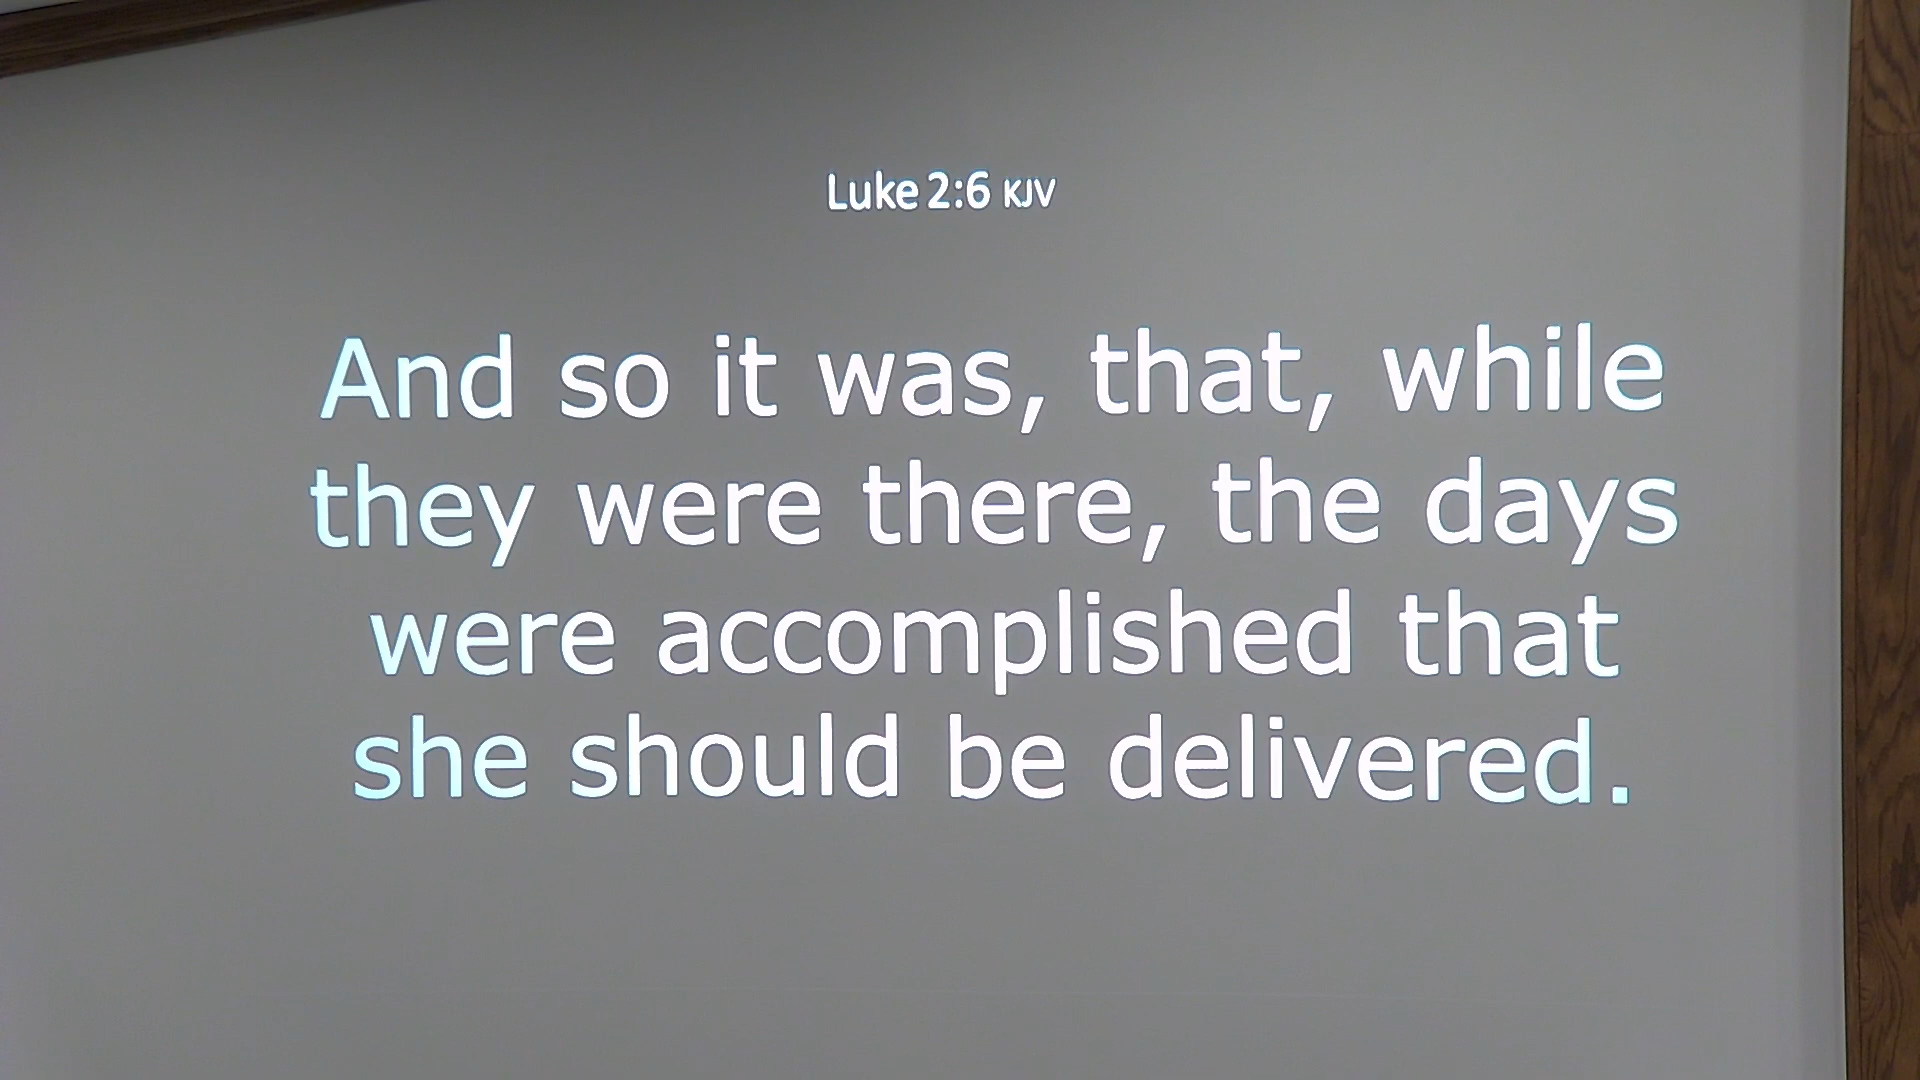 Luke 2:6 KJV
And so it was, that, while
they were there, the days
were accomplished that
she should be delivered.